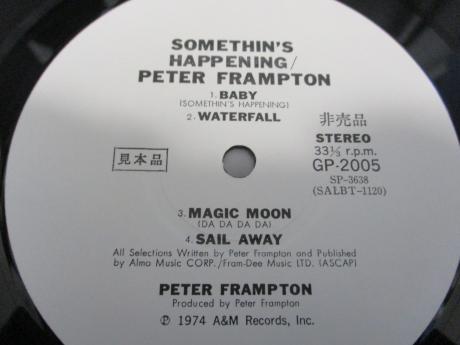 SOMETHIN'S
HAPPENING/
PETER FRAMPTON
1. BABY
(SOMETHIN'S HAPPENING)
2. WATERFALL
非売品
STEREO
33⅓ r.p.m.
GP-2005
SP-3638
(SALBT-1120)
見本品
3. MAGIC MOON
(DA DA DA DA)
4. SAIL AWAY
All Selections Written by Peter Frampton and Published
by Almo Music CORP./Fram-Dee Music LTD. (ASCAP)
PETER FRAMPTON
Produced by Peter Frampton
Ⓟ 1974 A&M Records, Inc.